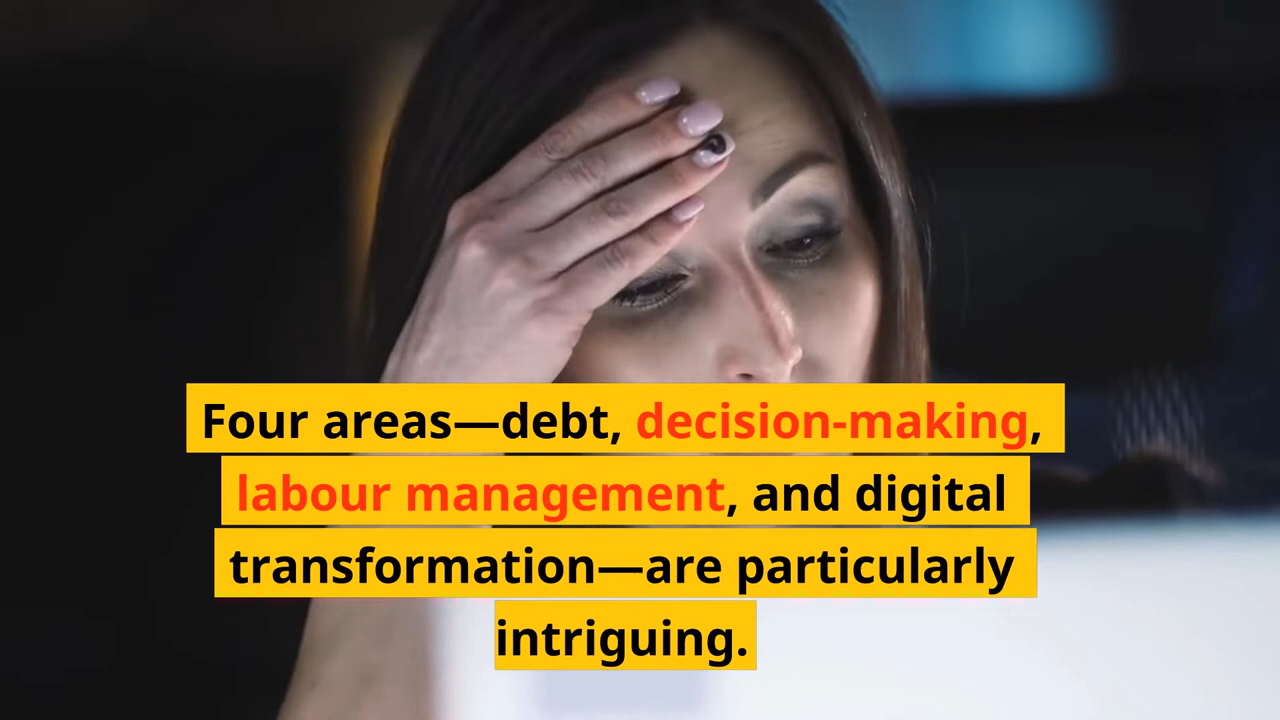 Four areas—debt, decision-making,
labour management, and digital
transformation—are particularly
intriguing.